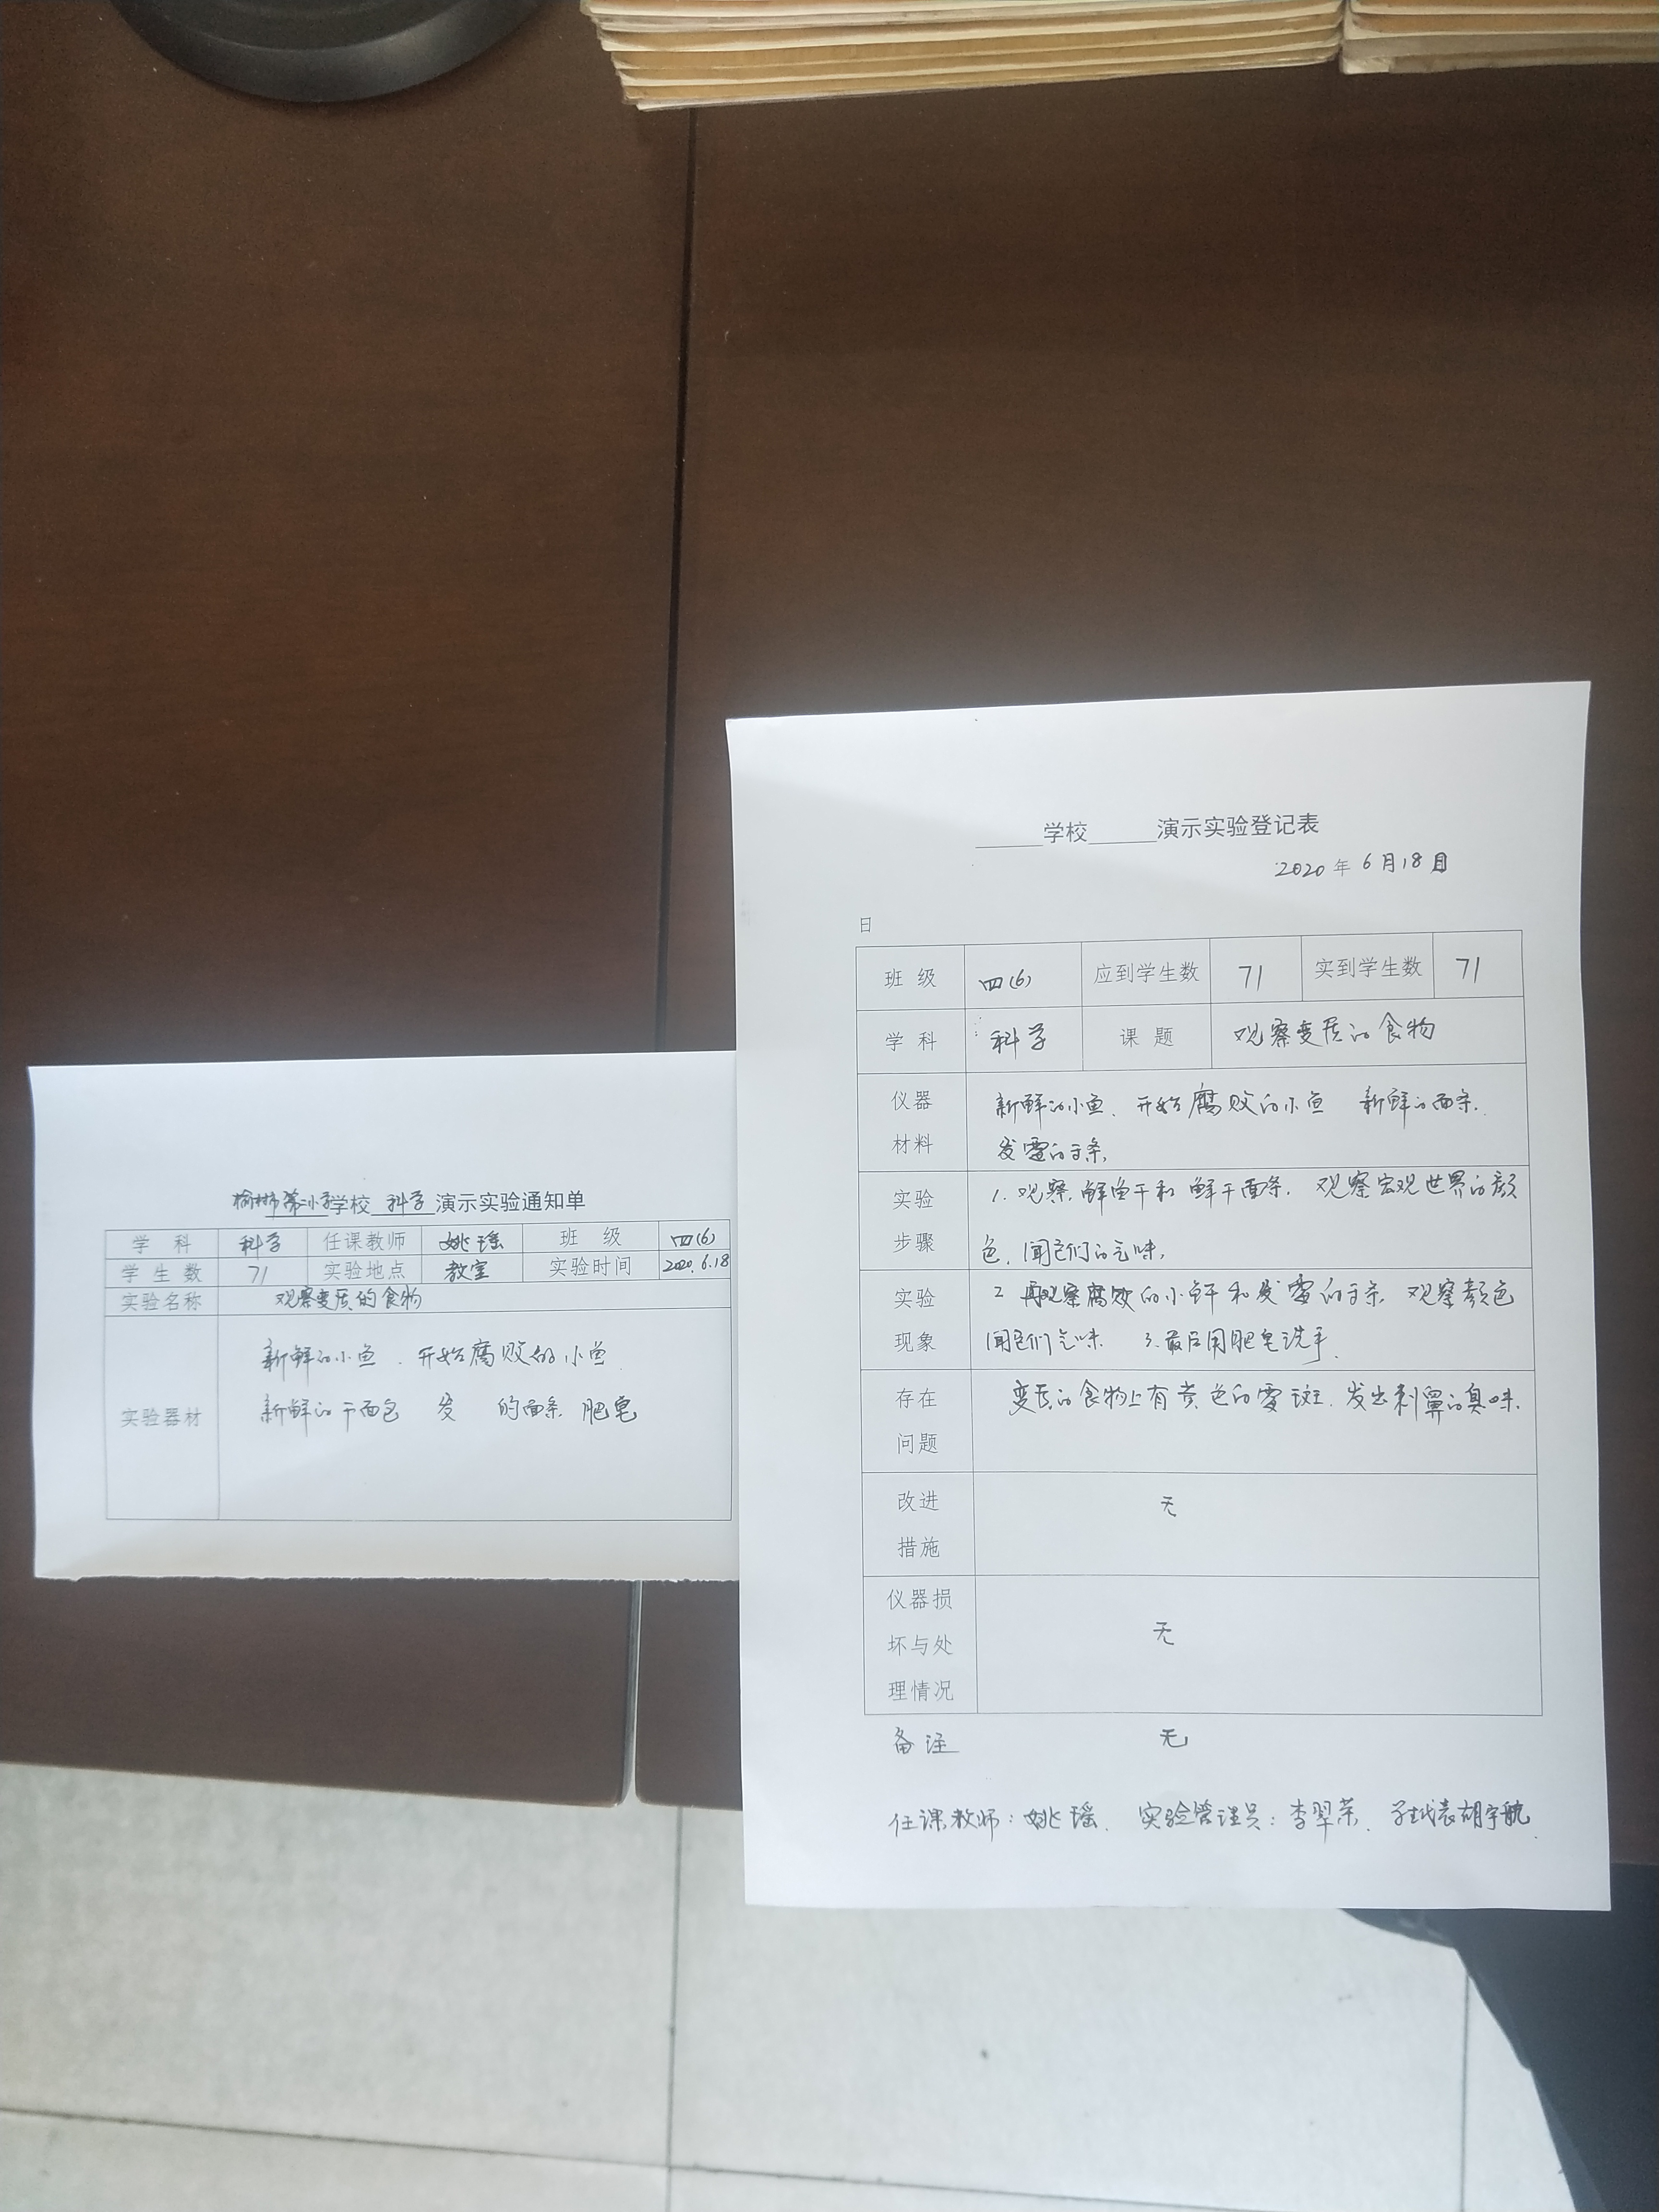 榆林市第二小学学校 科学 演示实验通知单
学 科 科学 任课教师 姚瑶 班 级 四(6)
学 生 数 71 实验地点 教室 实验时间 2020.6.18
实验名称 观察变质的食物
新鲜的小鱼 . 开始腐败的小鱼
实验器材 新鲜的干面包 发 的面条 肥皂
学校 演示实验登记表
2020 年 6 月 18 日
日
班 级 四(6) 应到学生数 71 实到学生数 71
学 科 科学 课 题 观察变质的食物
仪器 新鲜的小鱼、开始腐败的小鱼 新鲜的面条.
材料 发霉的
实验 1. 观察 和 鲜干面条. 观察宏观世界的颜
步骤 色.闻它们的气味,
实验 2 再观察腐败的小 和发霉的 观察颜色
现象 闻它们气味 3.最后用肥皂洗手.
存在 变质的食物上有黄色的霉斑.发出刺鼻的臭味.
问题
改进 无
措施
仪器损
坏与处 无
理情况
备注 无
任课教师:姚瑶. 实验管理员:李翠荣. 胡宇航